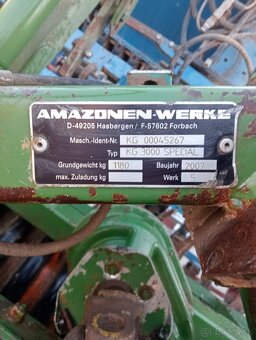 AMAZONEN-WERKE
D-49205 Hasbergen / F-57602 Forbach
Masch.-Ident-Nr. KG 00045267
Typ KG 3000 SPECIAL
Grundgewicht kg 1180 Baujahr 2007
max. Zuladung kg Werk 5